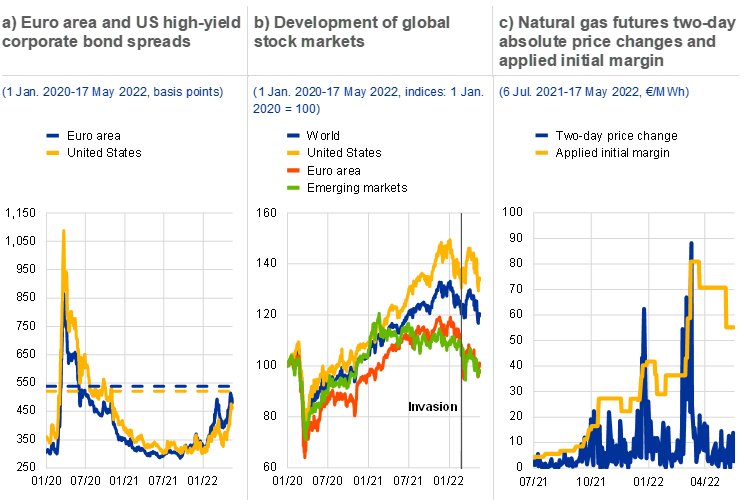 a) Euro area and US high-yield
corporate bond spreads
(1 Jan. 2020-17 May 2022, basis points)
Euro area
United States
1,150
1,050
950
850
750
650
550
450
350
250
01/20
07/20
01/21
07/21
01/22
b) Development of global
stock markets
(1 Jan. 2020-17 May 2022, indices: 1 Jan.
2020 = 100)
World
United States
Euro area
Emerging markets
160
140
120
100
80
60
Invasion
01/20
07/20
01/21
07/21
01/22
c) Natural gas futures two-day
absolute price changes and
applied initial margin
(6 Jul. 2021-17 May 2022, €/MWh)
Two-day price change
Applied initial margin
100
90
80
70
60
50
40
30
20
10
0
07/21
10/21
01/22
04/22